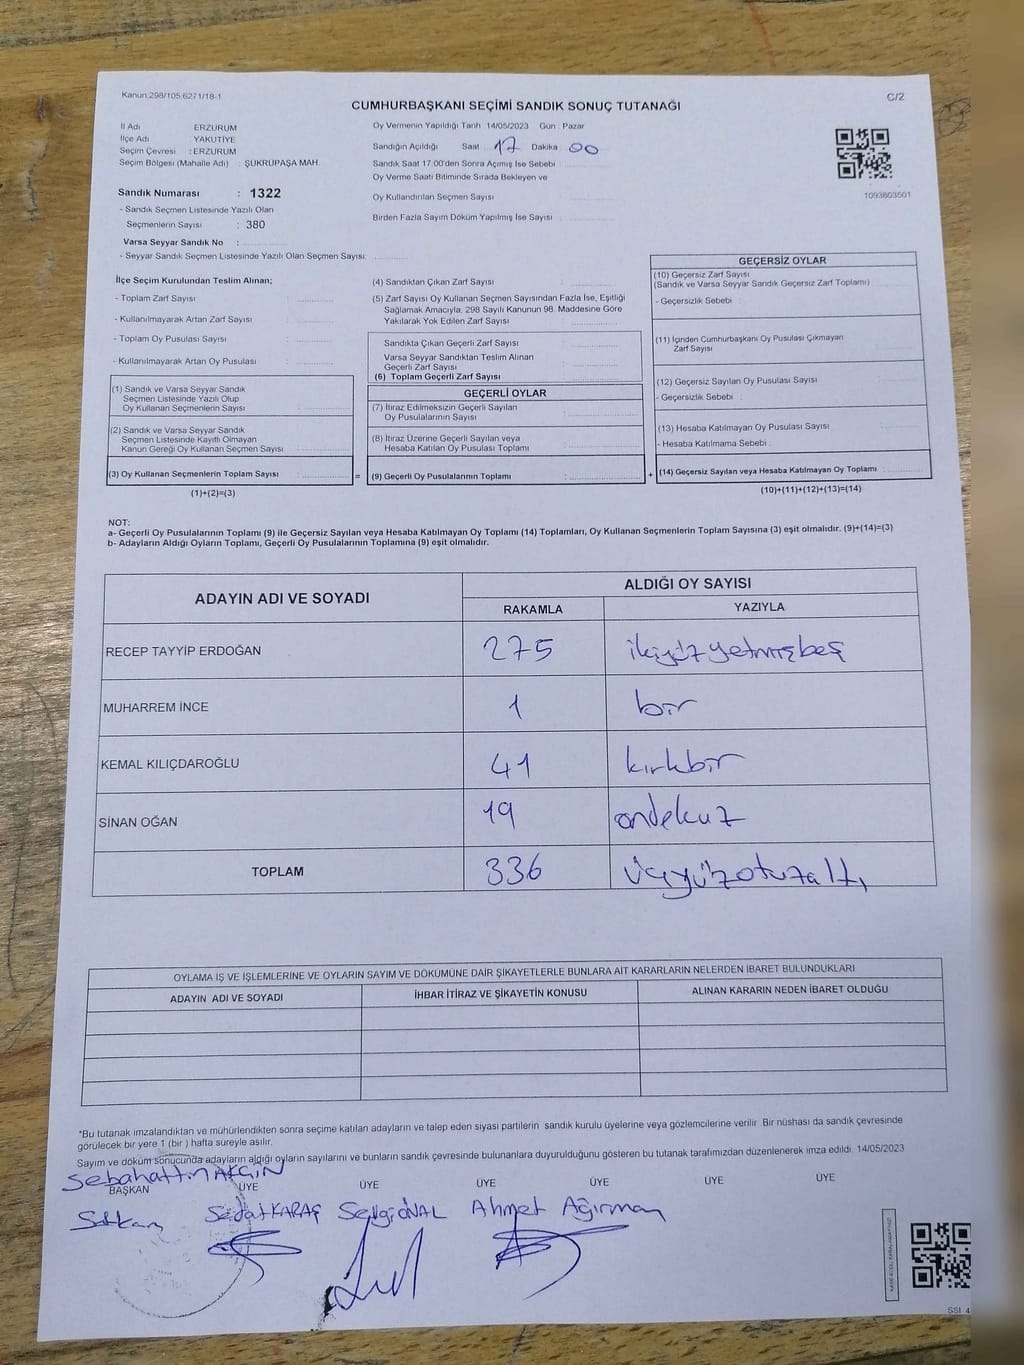 Kanun:298/105,6271/18-1
CUMHURBAŞKANI SEÇİMİ SANDIK SONUÇ TUTANAĞI
C/2
İl Adı ERZURUM
İlçe Adı : YAKUTİYE
Seçim Çevresi : ERZURUM
Seçim Bölgesi (Mahalle Adı) : ŞUKRUPAŞA MAH.
Sandık Numarası : 1322
- Sandık Seçmen Listesinde Yazılı Olan
Seçmenlerin Sayısı : 380
Varsa Seyyar Sandık No :
- Seyyar Sandık Seçmen Listesinde Yazılı Olan Seçmen Sayısı:
Oy Vermenin Yapıldığı Tarih 14/05/2023 Gün : Pazar
Sandığın Açıldığı Saat 17 Dakika 00
Sandık Saat 17.00'den Sonra Açımış İse Sebebi
Oy Verme Saati Bitiminde Sırada Bekleyen ve
Oy Kullandırılan Seçmen Sayısı
Birden Fazla Sayım Döküm Yapılmış İse Sayısı
1093803501
İlçe Seçim Kurulundan Teslim Alınan;
- Toplam Zarf Sayısı :
- Kullanılmayarak Artan Zarf Sayısı :
- Toplam Oy Pusulası Sayısı :
- Kullanılmayarak Artan Oy Pusulası :
(1) Sandık ve Varsa Seyyar Sandık
Seçmen Listesinde Yazılı Olup
Oy Kullanan Seçmenlerin Sayısı :
(2) Sandık ve Varsa Seyyar Sandık
Seçmen Listesinde Kayıtlı Olmayan
Kanun Gereği Oy Kullanan Seçmen Sayısı :
(3) Oy Kullanan Seçmenlerin Toplam Sayısı :
(1)+(2)=(3)
(4) Sandıktan Çıkan Zarf Sayısı :
(5) Zarf Sayısı Oy Kullanan Seçmen Sayısından Fazla İse, Eşitliği
Sağlamak Amacıyla, 298 Sayılı Kanunun 98. Maddesine Göre
Yakılarak Yok Edilen Zarf Sayısı :
Sandıkta Çıkan Geçerli Zarf Sayısı :
Varsa Seyyar Sandıktan Teslim Alınan
Geçerli Zarf Sayısı :
(6) Toplam Geçerli Zarf Sayısı :
GEÇERLİ OYLAR
(7) İtiraz Edilmeksizin Geçerli Sayılan
Oy Pusulalarının Sayısı :
(8) İtiraz Üzerine Geçerli Sayılan veya
Hesaba Katılan Oy Pusulası Toplamı :
= (9) Geçerli Oy Pusulalarının Toplamı : +
GEÇERSİZ OYLAR
(10) Geçersiz Zarf Sayısı
(Sandık ve Varsa Seyyar Sandık Geçersiz Zarf Toplamı)
- Geçersizlik Sebebi :
(11) İçinden Cumhurbaşkanı Oy Pusulası Çıkmayan
Zarf Sayısı
(12) Geçersiz Sayılan Oy Pusulası Sayısı
- Geçersizlik Sebebi :
(13) Hesaba Katılmayan Oy Pusulası Sayısı
- Hesaba Katılmama Sebebi :
(14) Geçersiz Sayılan veya Hesaba Katılmayan Oy Toplamı :
(10)+(11)+(12)+(13)=(14)
NOT:
a- Geçerli Oy Pusulalarının Toplamı (9) ile Geçersiz Sayılan veya Hesaba Katılmayan Oy Toplamı (14) Toplamları, Oy Kullanan Seçmenlerin Toplam Sayısına (3) eşit olmalıdır. (9)+(14)=(3)
b- Adayların Aldığı Oyların Toplamı, Geçerli Oy Pusulalarının Toplamına (9) eşit olmalıdır.
ADAYIN ADI VE SOYADI
ALDIĞI OY SAYISI
RAKAMLA YAZIYLA
RECEP TAYYİP ERDOĞAN 275 ikiyüzyetmişbeş
MUHARREM İNCE 1 bir
KEMAL KILIÇDAROĞLU 41 kırkbir
SİNAN OĞAN 19 ondokuz
TOPLAM 336 üçyüzotuzaltı
OYLAMA İŞ VE İŞLEMLERİNE VE OYLARIN SAYIM VE DÖKÜMÜNE DAİR ŞİKAYETLERLE BUNLARA AİT KARARLARIN NELERDEN İBARET BULUNDUKLARI
ADAYIN ADI VE SOYADI İHBAR İTİRAZ VE ŞİKAYETİN KONUSU ALINAN KARARIN NEDEN İBARET OLDUĞU
*Bu tutanak imzalandıktan ve mühürlendikten sonra seçime katılan adayların ve talep eden siyasi partilerin sandık kurulu üyelerine veya gözlemcilerine verilir. Bir nüshası da sandık çevresinde
görülecek bir yere 1 (bir) hafta süreyle asılır.
Sayım ve döküm sonucunda adayların aldığı oyların sayılarını ve bunların sandık çevresinde bulunanlara duyurulduğunu gösteren bu tutanak tarafımızdan düzenlenerek imza edildi. 14/05/2023
Sebahattin AKGİN
BAŞKAN ÜYE ÜYE ÜYE ÜYE ÜYE ÜYE
Sedat KARAŞ Sevgi ÖNAL Ahmet Ağırman
SSI 4